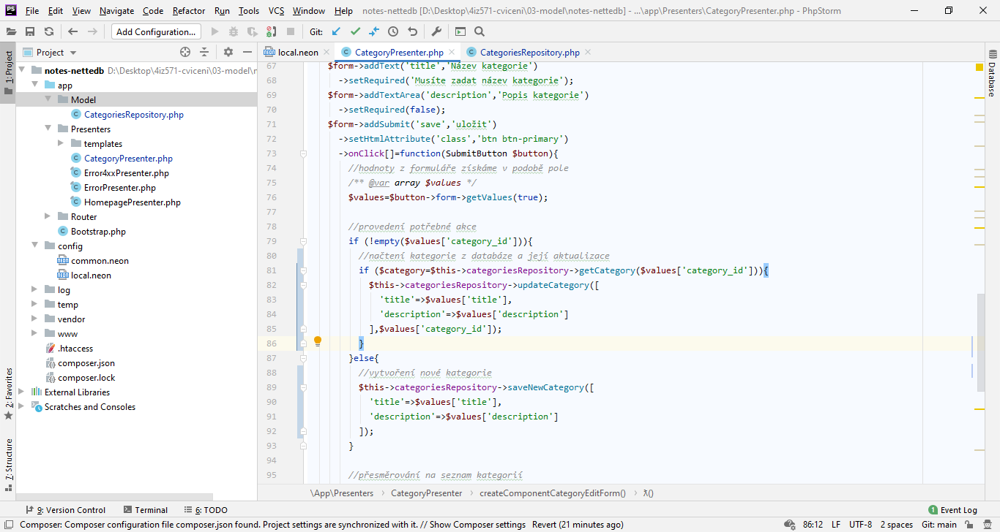 PS File Edit View Navigate Code Refactor Run Tools VCS Window Help notes-nettedb [D:\Desktop\4iz571-cviceni\03-model\notes-nettedb] - ...\app\Presenters\CategoryPresenter.php - PhpStorm
Add Configuration... Git:
Project local.neon CategoryPresenter.php CategoriesRepository.php
1: Project
2: Favorites
7: Structure
Database
notes-nettedb D:\Desktop\4iz571-cviceni\03-model\r
app
Model
CategoriesRepository.php
Presenters
templates
CategoryPresenter.php
Error4xxPresenter.php
ErrorPresenter.php
HomepagePresenter.php
Router
Bootstrap.php
config
common.neon
local.neon
log
temp
vendor
www
.htaccess
composer.json
composer.lock
External Libraries
Scratches and Consoles
67 $form->addText('title','Název kategorie')
68 ->setRequired('Musíte zadat název kategorie');
69 $form->addTextArea('description','Popis kategorie')
70 ->setRequired(false);
71 $form->addSubmit('save','uložit')
72 ->setHtmlAttribute('class','btn btn-primary')
73 ->onClick[]=function(SubmitButton $button){
74 //hodnoty z formuláře získáme v podobě pole
75 /** @var array $values */
76 $values=$button->form->getValues(true);
77
78 //provedení potřebné akce
79 if (!empty($values['category_id'])){
80 //načtení kategorie z databáze a její aktualizace
81 if ($category=$this->categoriesRepository->getCategory($values['category_id'])){
82 $this->categoriesRepository->updateCategory([
83 'title'=>$values['title'],
84 'description'=>$values['description']
85 ],$values['category_id']);
86 }
87 }else{
88 //vytvoření nové kategorie
89 $this->categoriesRepository->saveNewCategory([
90 'title'=>$values['title'],
91 'description'=>$values['description']
92 ]);
93 }
94
95 //přesměrování na seznam kategorií
\App\Presenters CategoryPresenter createComponentCategoryEditForm() ƛ()
9: Version Control Terminal 6: TODO 1 Event Log
Composer: Composer configuration file composer.json found. Project settings are synchronized with it. // Show Composer settings Revert (21 minutes ago) 86:12 LF UTF-8 2 spaces Git: main